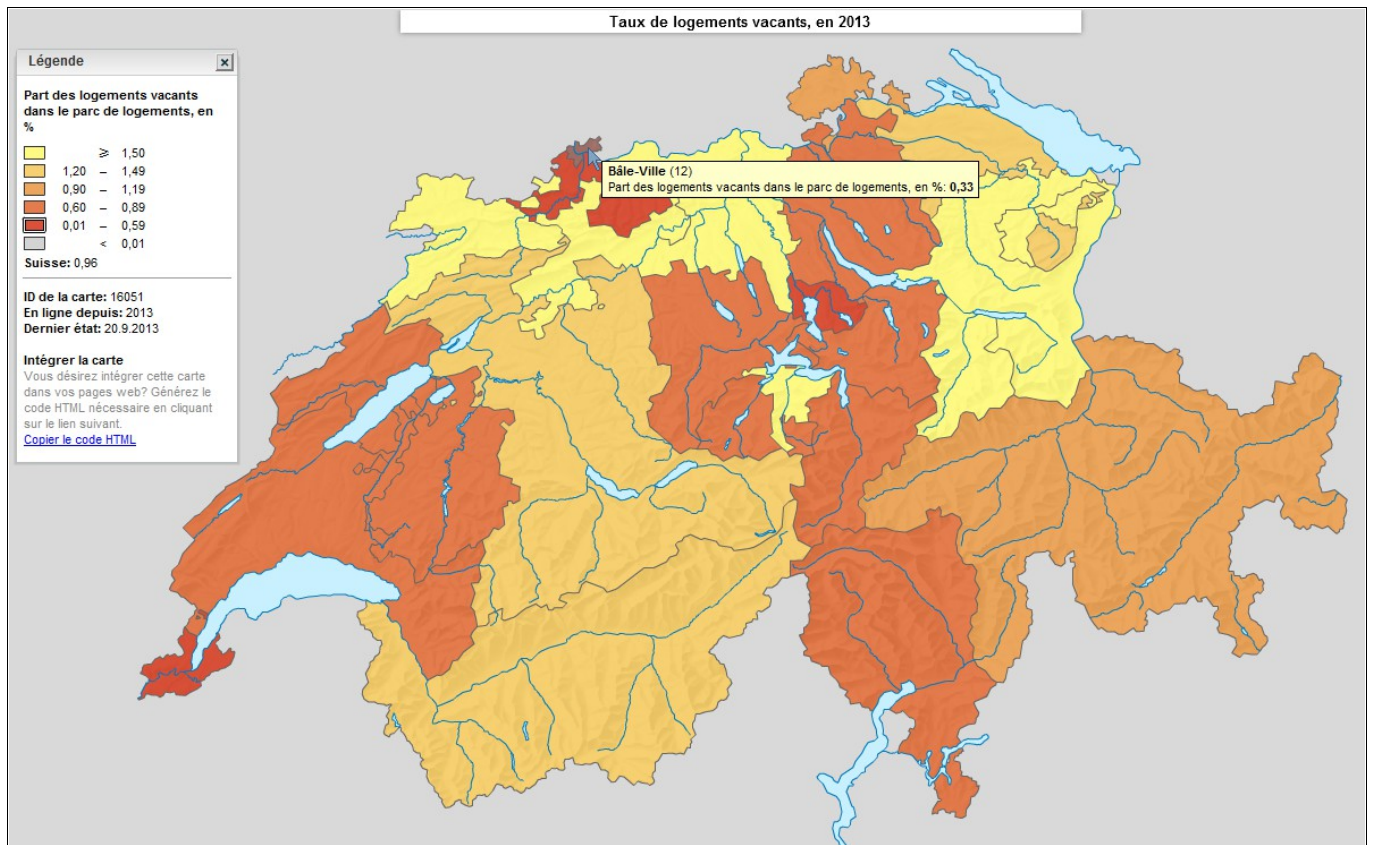 Taux de logements vacants, en 2013
Légende
Part des logements vacants
dans le parc de logements, en
%
≥ 1,50
1,20 – 1,49
0,90 – 1,19
0,60 – 0,89
0,01 – 0,59
< 0,01
Suisse: 0,96
ID de la carte: 16051
En ligne depuis: 2013
Dernier état: 20.9.2013
Intégrer la carte
Vous désirez intégrer cette carte
dans vos pages web? Générez le
code HTML nécessaire en cliquant
sur le lien suivant.
Copier le code HTML
Bâle-Ville (12)
Part des logements vacants dans le parc de logements, en %: 0,33